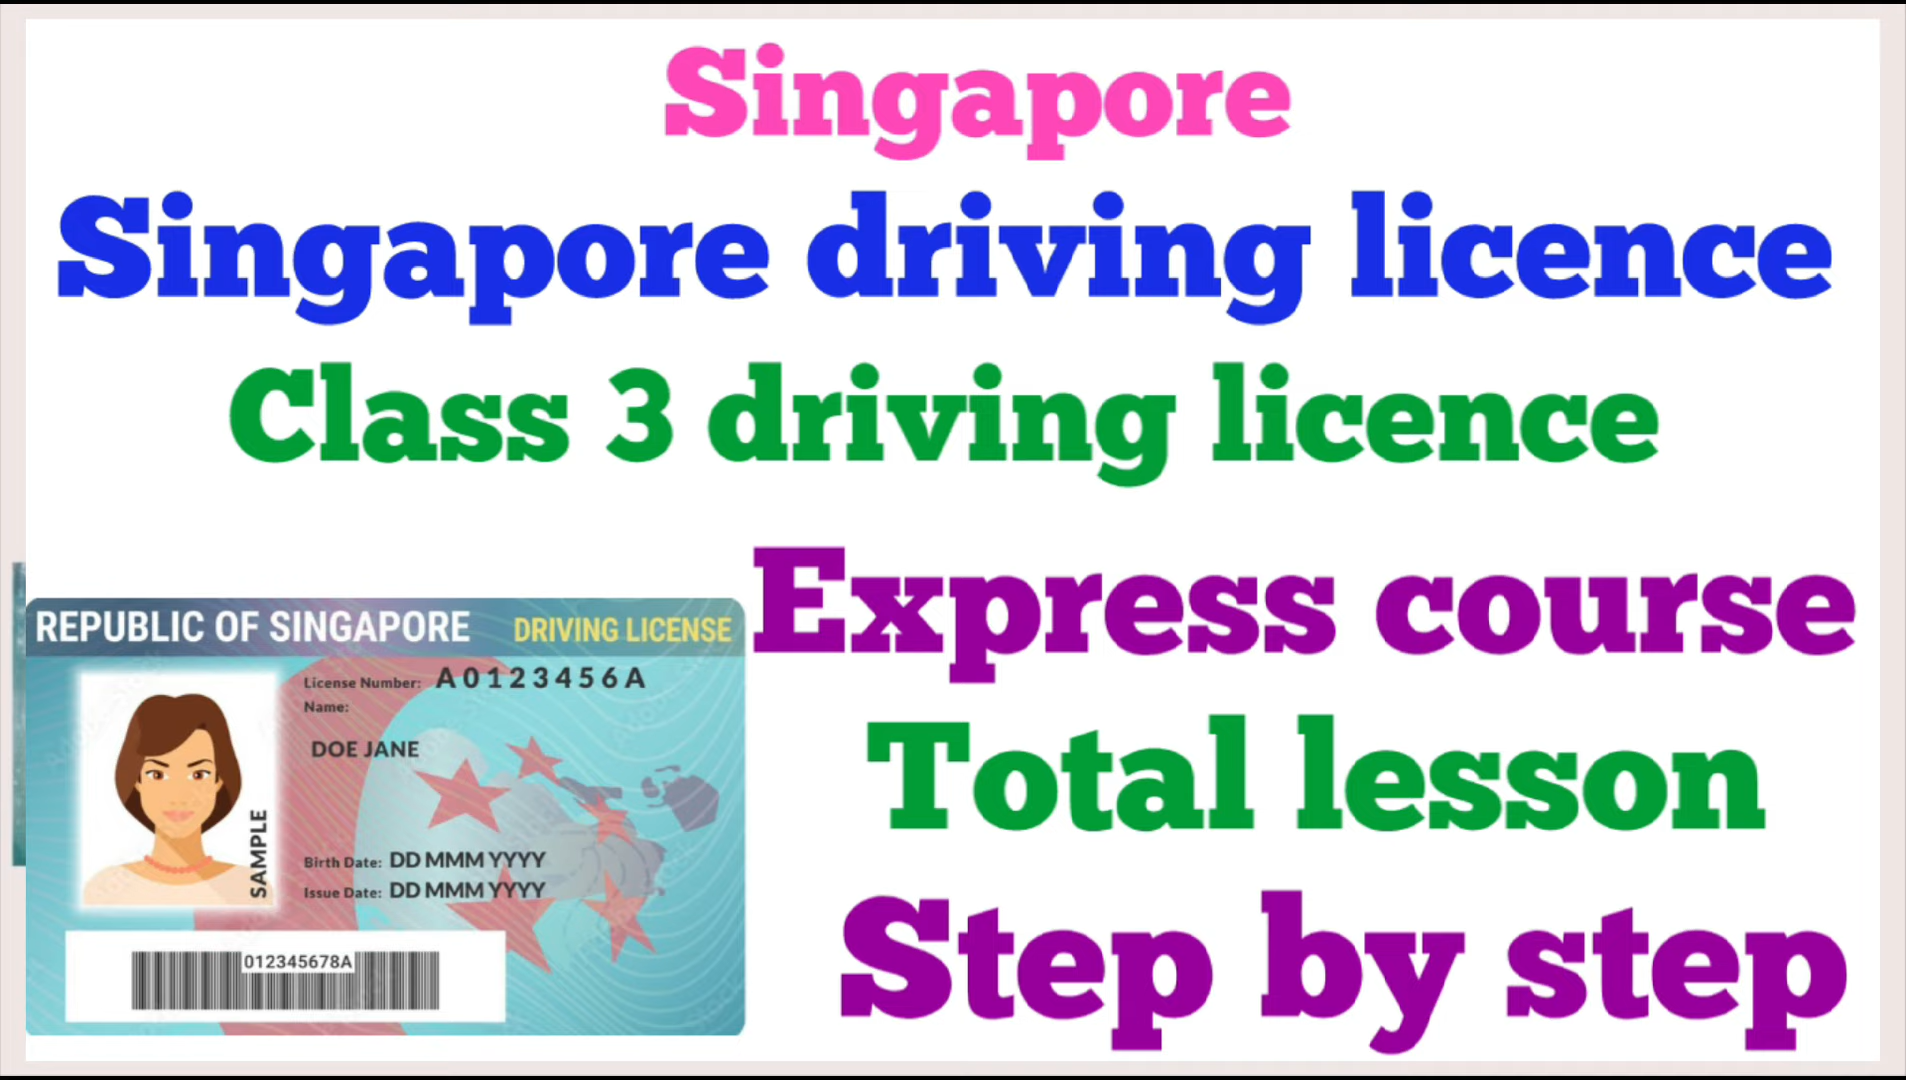 Singapore
Singapore driving licence
Class 3 driving licence
Express course
Total lesson
Step by step
REPUBLIC OF SINGAPORE DRIVING LICENSE
License Number: A0123456A
Name:
DOE JANE
SAMPLE
Birth Date: DD MMM YYYY
Issue Date: DD MMM YYYY
012345678A